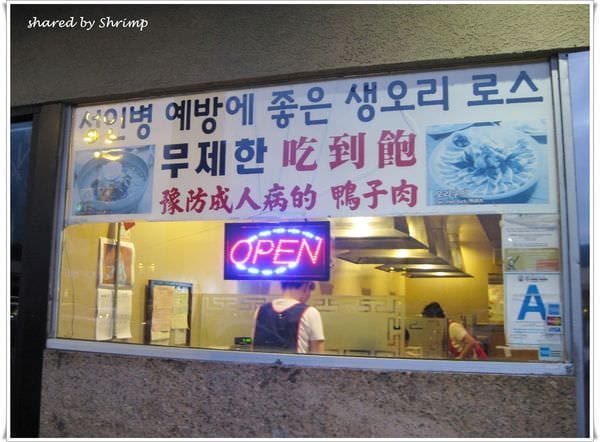 shared by Shrimp
성인병 예방에 좋은 생오리 로스
무제한 吃到飽
豫防成人病的 鴨子肉
OPEN
A